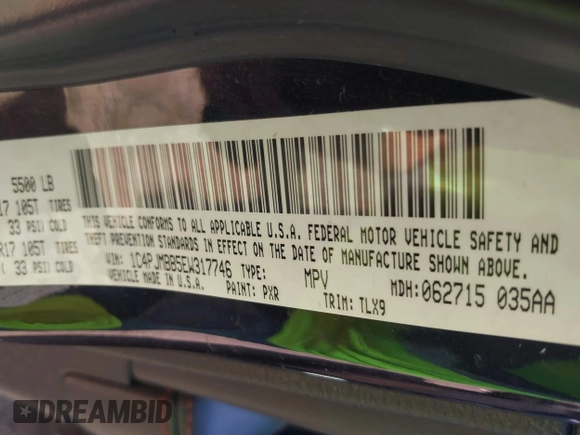 5500 LB
R17 105T TIRES
33 PSI/ COLD
R17 105T TIRES
( 33 PSI/ COLD
THIS VEHICLE CONFORMS TO ALL APPLICABLE U.S.A. FEDERAL MOTOR VEHICLE SAFETY AND
THEFT PREVENTION STANDARDS IN EFFECT ON THE DATE OF MANUFACTURE SHOWN ABOVE.
VIN: 1C4PJMBB5EW317746 TYPE: MPV MDH:062715 035AA
VEHICLE MADE IN U.S.A. PAINT: PXR TRIM: TLX9
DREAMBID